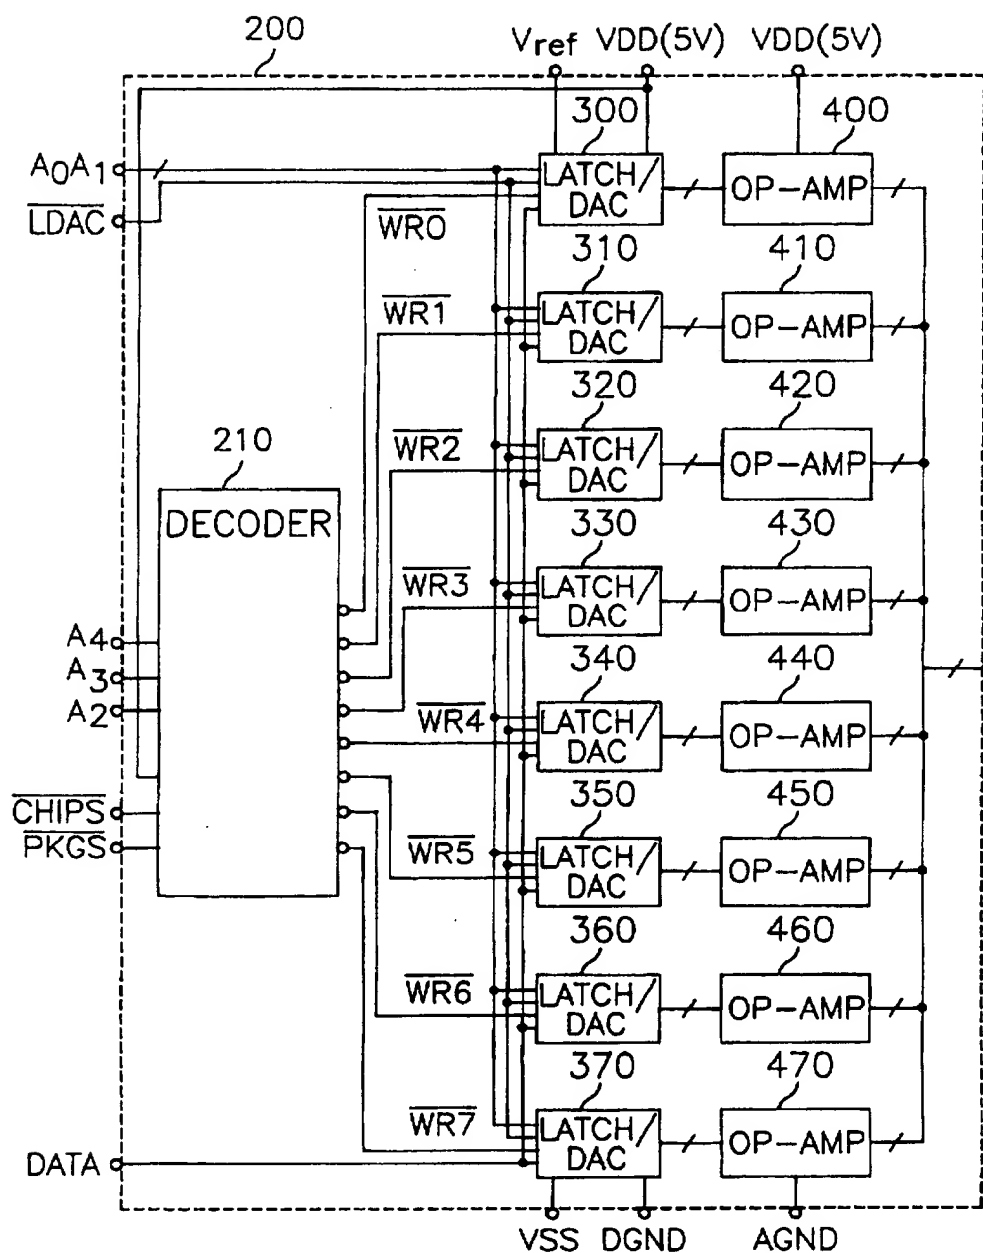 200
Vref VDD(5V) VDD(5V)
300 400
A0A1 LATCH/ DAC OP-AMP
LDAC
WR0
310 410
WR1 LATCH/ DAC OP-AMP
320 420
210 WR2 LATCH/ DAC OP-AMP
DECODER
330 430
WR3 LATCH/ DAC OP-AMP
A4
A3
A2
340 440
WR4 LATCH/ DAC OP-AMP
350 450
CHIPS
PKGS
WR5 LATCH/ DAC OP-AMP
360 460
WR6 LATCH/ DAC OP-AMP
370 470
WR7 LATCH/ DAC OP-AMP
DATA
VSS DGND AGND